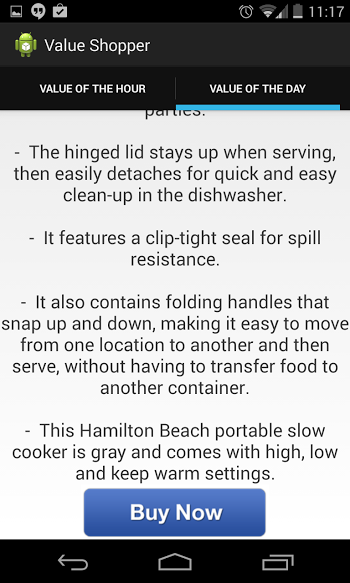 11:17
Value Shopper
VALUE OF THE HOUR
VALUE OF THE DAY
parties.
- The hinged lid stays up when serving,
then easily detaches for quick and easy
clean-up in the dishwasher.
- It features a clip-tight seal for spill
resistance.
- It also contains folding handles that
snap up and down, making it easy to move
from one location to another and then
serve, without having to transfer food to
another container.
- This Hamilton Beach portable slow
cooker is gray and comes with high, low
and keep warm settings.
Buy Now